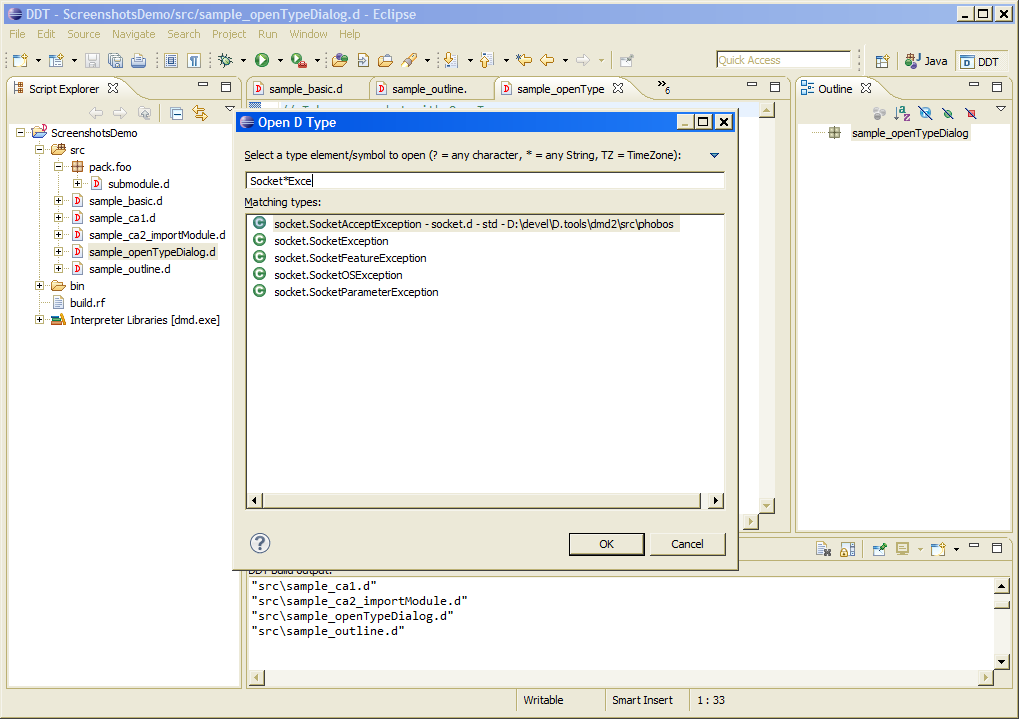 DDT - ScreenshotsDemo/src/sample_openTypeDialog.d - Eclipse
File Edit Source Navigate Search Project Run Window Help
Quick Access
Java
DDT
Script Explorer
ScreenshotsDemo
src
pack.foo
submodule.d
sample_basic.d
sample_ca1.d
sample_ca2_importModule.d
sample_openTypeDialog.d
sample_outline.d
bin
build.rf
Interpreter Libraries [dmd.exe]
sample_basic.d
sample_outline.
sample_openType
»6
Open D Type
Select a type element/symbol to open (? = any character, * = any String, TZ = TimeZone):
Socket*Exce
Matching types:
socket.SocketAcceptException - socket.d - std - D:\devel\D.tools\dmd2\src\phobos
socket.SocketException
socket.SocketFeatureException
socket.SocketOSException
socket.SocketParameterException
?
OK Cancel
Outline
sample_openTypeDialog
DDT build output:
"src\sample_ca1.d"
"src\sample_ca2_importModule.d"
"src\sample_openTypeDialog.d"
"src\sample_outline.d"
Writable Smart Insert 1 : 33